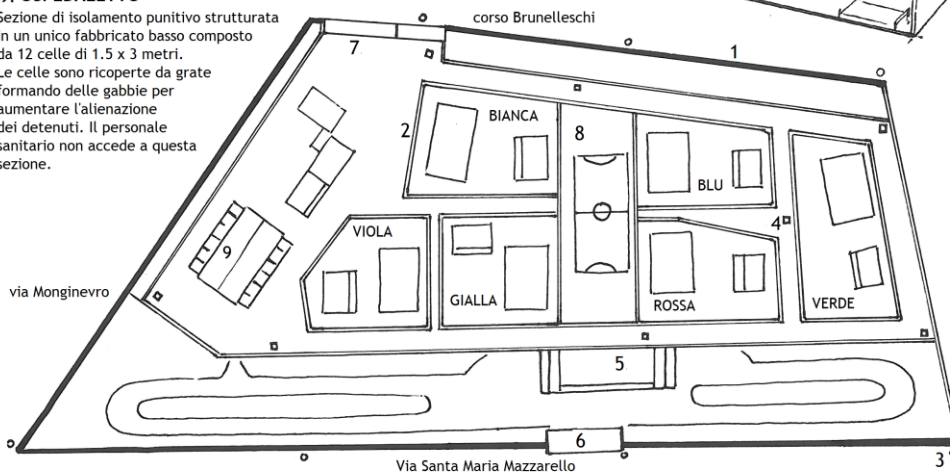 Sezione di isolamento punitivo strutturata
in un unico fabbricato basso composto
da 12 celle di 1.5 x 3 metri.
Le celle sono ricoperte da grate
formando delle gabbie per
aumentare l'alienazione
dei detenuti. Il personale
sanitario non accede a questa
sezione.
corso Brunelleschi
7
1
2
BIANCA
8
BLU
4
VIOLA
9
GIALLA
ROSSA
VERDE
via Monginevro
5
6
3
Via Santa Maria Mazzarello